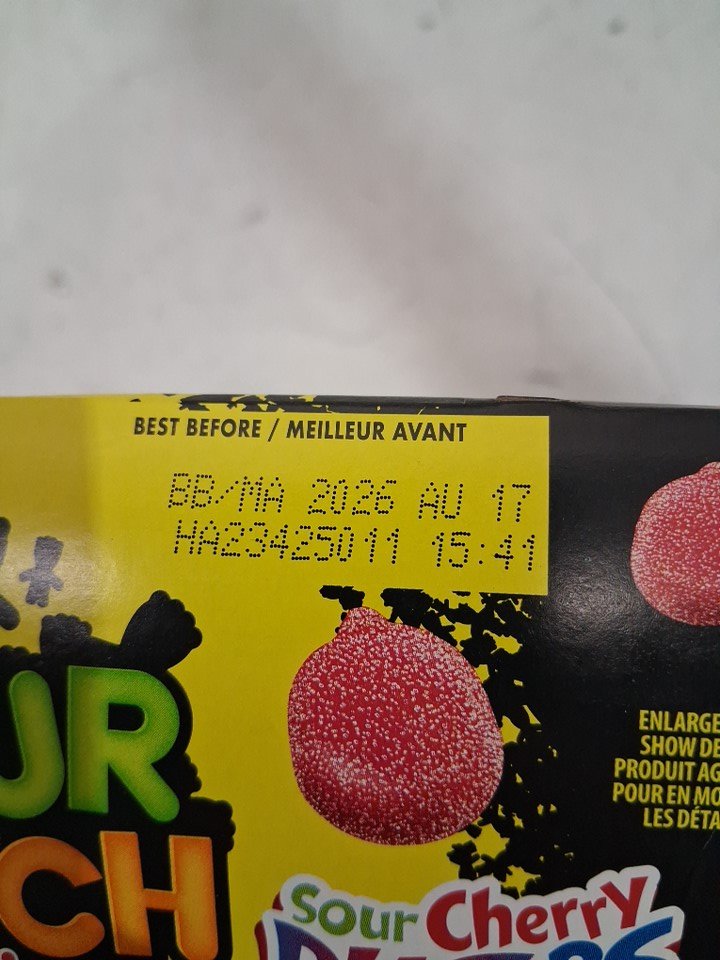 BEST BEFORE / MEILLEUR AVANT
BB/MA 2026 AU 17
HA23425011 15:41
UR
CH
ENLARGE
SHOW DE
PRODUIT AG
POUR EN MO
LES DÉTA
Sour Cherry